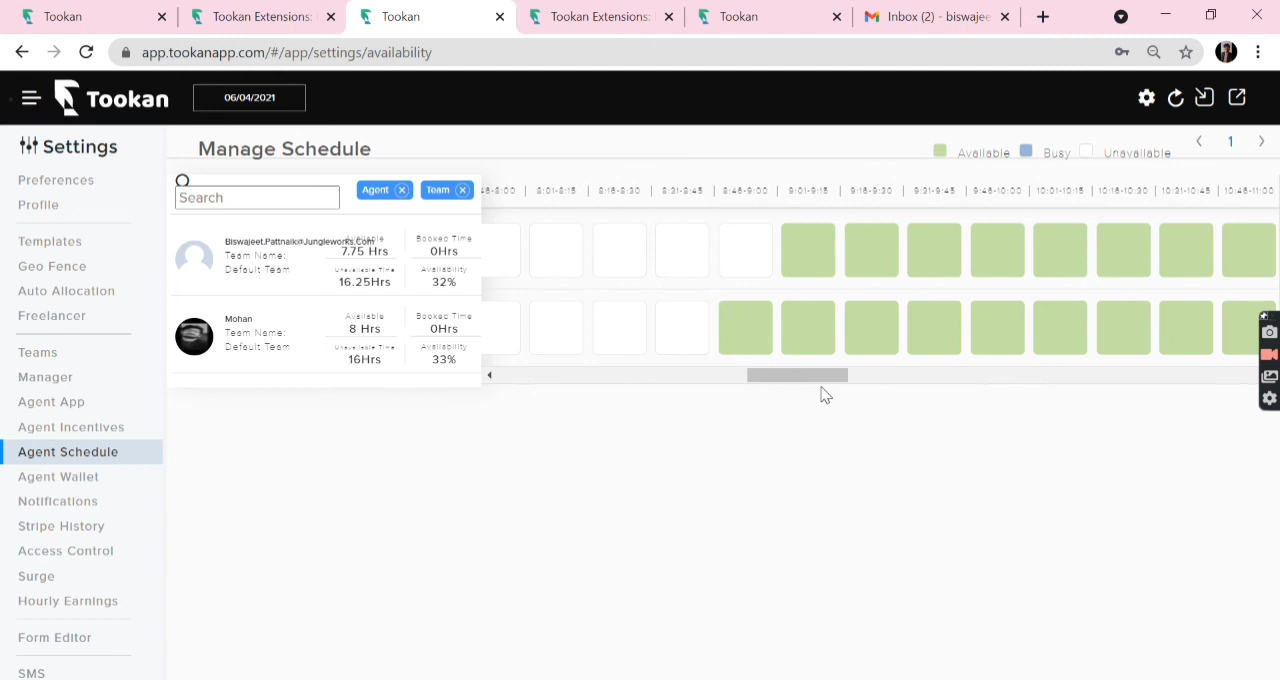 Tookan
Tookan Extensions:
Tookan
Tookan Extensions:
Tookan
Inbox (2) - biswajee
app.tookanapp.com/#/app/settings/availability
Tookan
06/04/2021
Settings
Manage Schedule
Available
Busy
Unavailable
1
Preferences
Profile
Templates
Geo Fence
Auto Allocation
Freelancer
Teams
Manager
Agent App
Agent Incentives
Agent Schedule
Agent Wallet
Notifications
Stripe History
Access Control
Surge
Hourly Earnings
Form Editor
SMS
Search
Agent
Team
8:01-8:15 | 8:16-8:30 | 8:31-8:45 | 8:46-9:00 | 9:01-9:15 | 9:16-9:30 | 9:31-9:45 | 9:46-10:00 | 10:01-10:15 | 10:16-10:30 | 10:31-10:45 | 10:46-11:00
Biswajeet.Pattnaik@Jungleworks.Com
Team Name:
Default Team
Available
7.75 Hrs
Booked Time
0Hrs
Unavailable Time
16.25Hrs
Availability
32%
Mohan
Team Name:
Default Team
Available
8 Hrs
Booked Time
0Hrs
Unavailable Time
16Hrs
Availability
33%